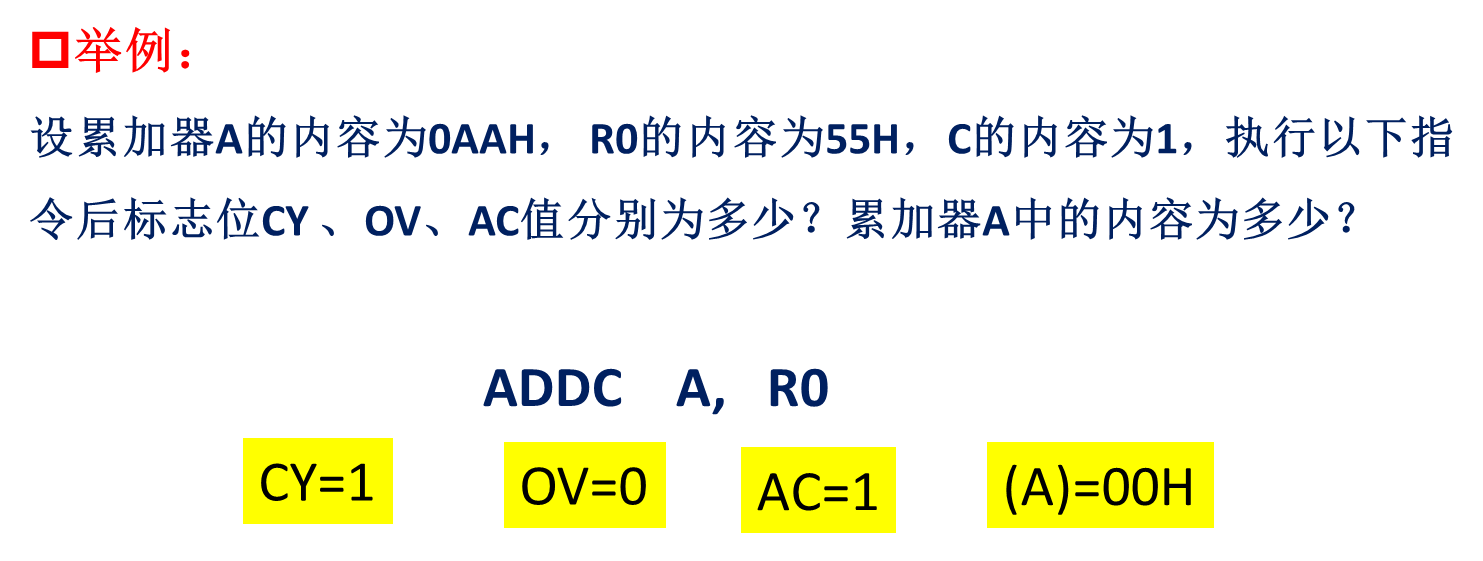 举例：
设累加器A的内容为0AAH，R0的内容为55H，C的内容为1，执行以下指
令后标志位CY 、OV、AC值分别为多少？累加器A中的内容为多少？
ADDC A, R0
CY=1 OV=0 AC=1 (A)=00H